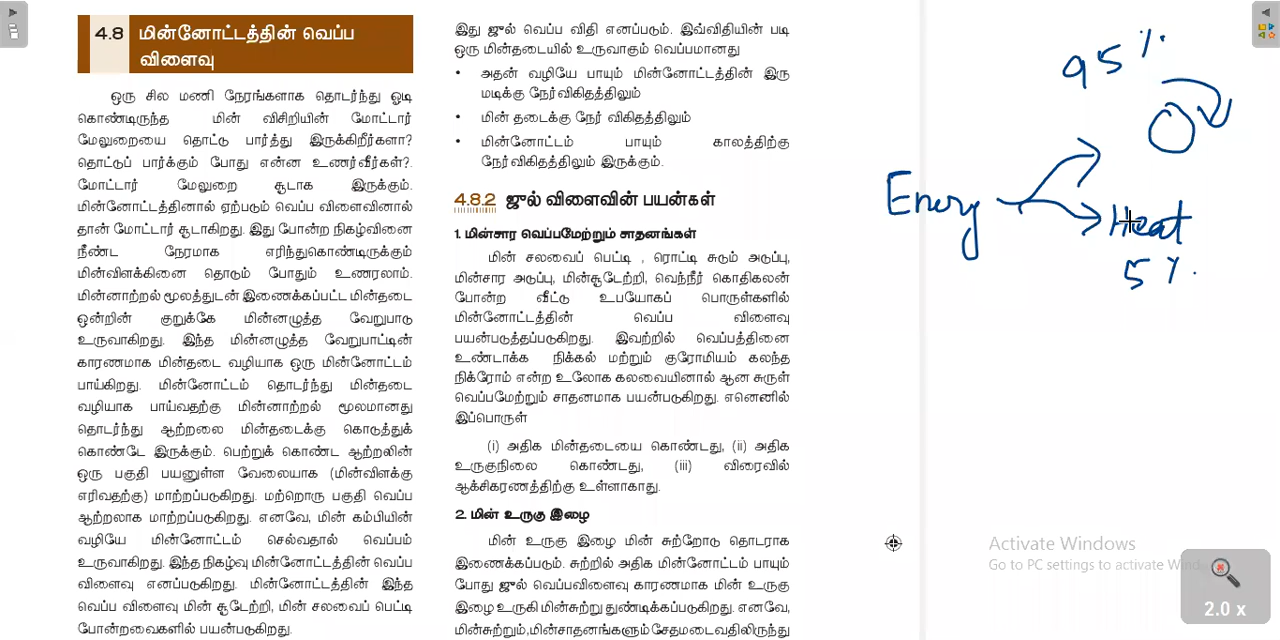 4.8 மின்னோட்டத்தின் வெப்ப
விளைவு
ஒரு சில மணி நேரங்களாக தொடர்ந்து ஓடி
கொண்டிருந்த மின் விசிறியின் மோட்டார்
மேலுறையை தொட்டு பார்த்து இருக்கிறீர்களா?
தொட்டுப் பார்க்கும் போது என்ன உணர்வீர்கள்?.
மோட்டார் மேலுறை சூடாக இருக்கும்.
மின்னோட்டத்தினால் ஏற்படும் வெப்ப விளைவினால்
தான் மோட்டார் சூடாகிறது. இது போன்ற நிகழ்வினை
நீண்ட நேரமாக எரிந்துகொண்டிருக்கும்
மின்விளக்கினை தொடும் போதும் உணரலாம்.
மின்னாற்றல் மூலத்துடன் இணைக்கப்பட்ட மின்தடை
ஒன்றின் குறுக்கே மின்னழுத்த வேறுபாடு
உருவாகிறது. இந்த மின்னழுத்த வேறுபாட்டின்
காரணமாக மின்தடை வழியாக ஒரு மின்னோட்டம்
பாய்கிறது. மின்னோட்டம் தொடர்ந்து மின்தடை
வழியாக பாய்வதற்கு மின்னாற்றல் மூலமானது
தொடர்ந்து ஆற்றலை மின்தடைக்கு கொடுத்துக்
கொண்டே இருக்கும். பெற்றுக் கொண்ட ஆற்றலின்
ஒரு பகுதி பயனுள்ள வேலையாக (மின்விளக்கு
எரிவதற்கு) மாற்றப்படுகிறது. மற்றொரு பகுதி வெப்ப
ஆற்றலாக மாற்றப்படுகிறது. எனவே, மின் கம்பியின்
வழியே மின்னோட்டம் செல்வதால் வெப்பம்
உருவாகிறது. இந்த நிகழ்வு மின்னோட்டத்தின் வெப்ப
விளைவு எனப்படுகிறது. மின்னோட்டத்தின் இந்த
வெப்ப விளைவு மின் சூடேற்றி, மின் சலவைப் பெட்டி
போன்றவைகளில் பயன்படுகிறது.
இது ஜுல் வெப்ப விதி எனப்படும். இவ்விதியின் படி
ஒரு மின்தடையில் உருவாகும் வெப்பமானது
• அதன் வழியே பாயும் மின்னோட்டத்தின் இரு
மடிக்கு நேர்விகிதத்திலும்
• மின் தடைக்கு நேர் விகிதத்திலும்
• மின்னோட்டம் பாயும் காலத்திற்கு
நேர்விகிதத்திலும் இருக்கும்.
4.8.2 ஜுல் விளைவின் பயன்கள்
1. மின்சார வெப்பமேற்றும் சாதனங்கள்
மின் சலவைப் பெட்டி , ரொட்டி சுடும் அடுப்பு,
மின்சார அடுப்பு, மின்சூடேற்றி, வெந்நீர் கொதிகலன்
போன்ற வீட்டு உபயோகப் பொருள்களில்
மின்னோட்டத்தின் வெப்ப விளைவு
பயன்படுத்தப்படுகிறது. இவற்றில் வெப்பத்தினை
உண்டாக்க நிக்கல் மற்றும் குரோமியம் கலந்த
நிக்ரோம் என்ற உலோக கலவையினால் ஆன சுருள்
வெப்பமேற்றும் சாதனமாக பயன்படுகிறது. எனெனில்
இப்பொருள்
(i) அதிக மின்தடையை கொண்டது, (ii) அதிக
உருகுநிலை கொண்டது, (iii) விரைவில்
ஆக்சிகரணத்திற்கு உள்ளாகாது.
2. மின் உருகு இழை
மின் உருகு இழை மின் சுற்றோடு தொடராக
இணைக்கப்படும். சுற்றில் அதிக மின்னோட்டம் பாயும்
போது ஜுல் வெப்பவிளைவு காரணமாக மின் உருகு
இழை உருகி மின்சுற்று துண்டிக்கப்படுகிறது. எனவே,
மின்சுற்றும், மின்சாதனங்களும் சேதமடைவதிலிருந்து
95 %
Enery
Heat
5 %
Activate Windows
Go to PC settings to activate
2.0 x